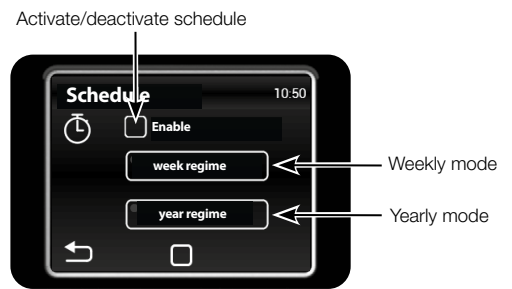 Activate/deactivate schedule
Schedule 10:50
Enable
week regime
Weekly mode
year regime
Yearly mode